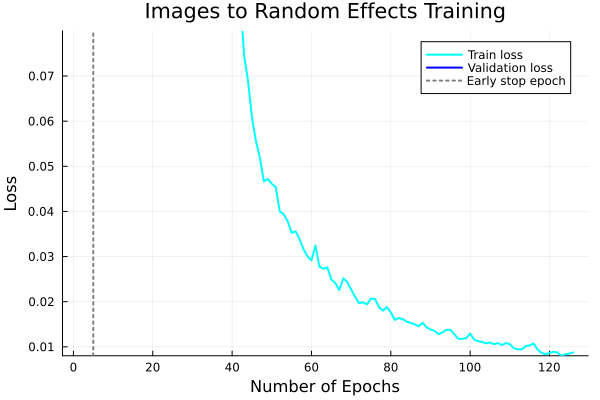 Images to Random Effects Training
Train loss
Validation loss
Early stop epoch
Loss
0.07
0.06
0.05
0.04
0.03
0.02
0.01
0 20 40 60 80 100 120
Number of Epochs